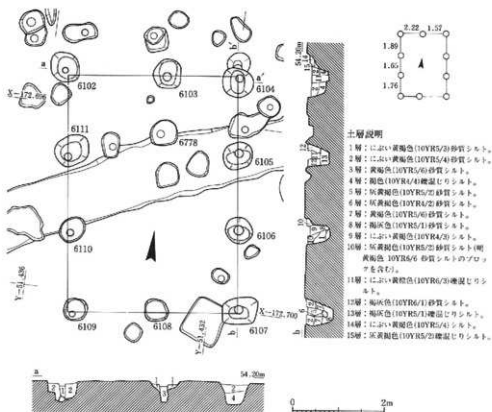 2.22 1.57
1.89
1.65
1.76
a
b'
a'
6102
6103
6104
6111
6778
6105
6110
6106
6109
6108
6107
X=-172.700
b
54.20m
b
土層説明
1層：にぶい黄褐色(10YR5/3)砂質シルト。
2層：にぶい黄褐色(10YR5/4)砂質シルト。
3層：黄褐色(10YR5/6)砂質シルト。
4層：褐色(10YR4/4)礫混じりシルト。
5層：灰黄褐色(10YR5/2)砂質シルト。
6層：灰黄褐色(10YR4/2)砂質シルト。
7層：黄褐色(10YR5/6)砂質シルト。
8層：褐灰色(10YR5/1)砂質シルト。
9層：にぶい黄褐色(10YR4/3)シルト。
10層：灰黄褐色(10YR5/2)砂質シルト(明
黄褐色 10YR6/6 砂質シルトのブロッ
クを含む)。
11層：にぶい黄橙色(10YR6/3)礫混じりシ
ルト。
12層：褐灰色(10YR6/1)砂質シルト。
13層：褐灰色(10YR5/1)礫混じりシルト。
14層：にぶい黄褐色(10YR5/4)シルト。
15層：灰黄褐色(10YR5/2)礫混じりシルト。
a
54.20m
0 2m